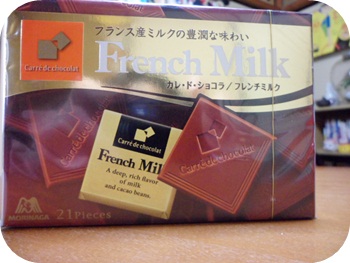 フランス産ミルクの豊潤な味わい
French Milk
Carré de chocolat
カレ・ド・ショコラ/フレンチミルク
Carré de chocolat
French Mil
A deep, rich flavor
of milk
and cacao beans.
MORINAGA
21 Pieces